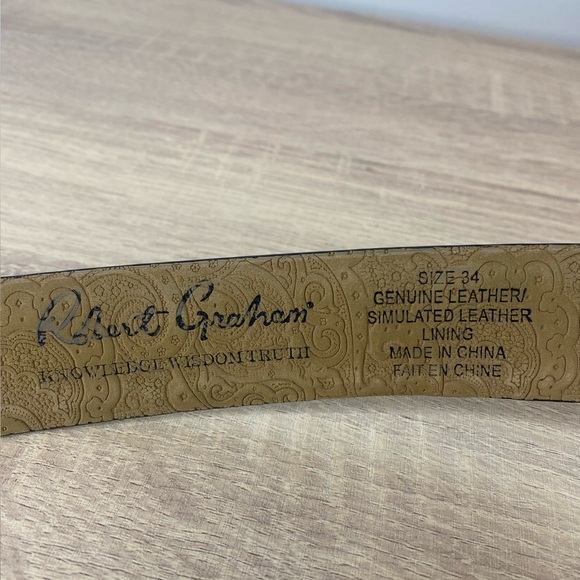 Robert Graham®
KNOWLEDGE WISDOM TRUTH
SIZE 34
GENUINE LEATHER/
SIMULATED LEATHER
LINING
MADE IN CHINA
FAIT EN CHINE